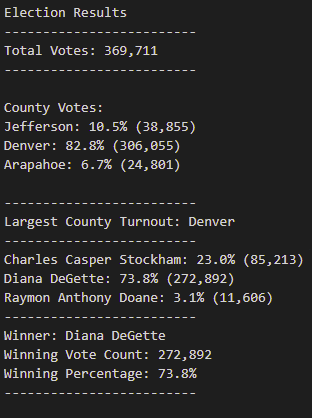 Election Results
-------------------------
Total Votes: 369,711
-------------------------
County Votes:
Jefferson: 10.5% (38,855)
Denver: 82.8% (306,055)
Arapahoe: 6.7% (24,801)
-------------------------
Largest County Turnout: Denver
-------------------------
Charles Casper Stockham: 23.0% (85,213)
Diana DeGette: 73.8% (272,892)
Raymon Anthony Doane: 3.1% (11,606)
-------------------------
Winner: Diana DeGette
Winning Vote Count: 272,892
Winning Percentage: 73.8%
-------------------------